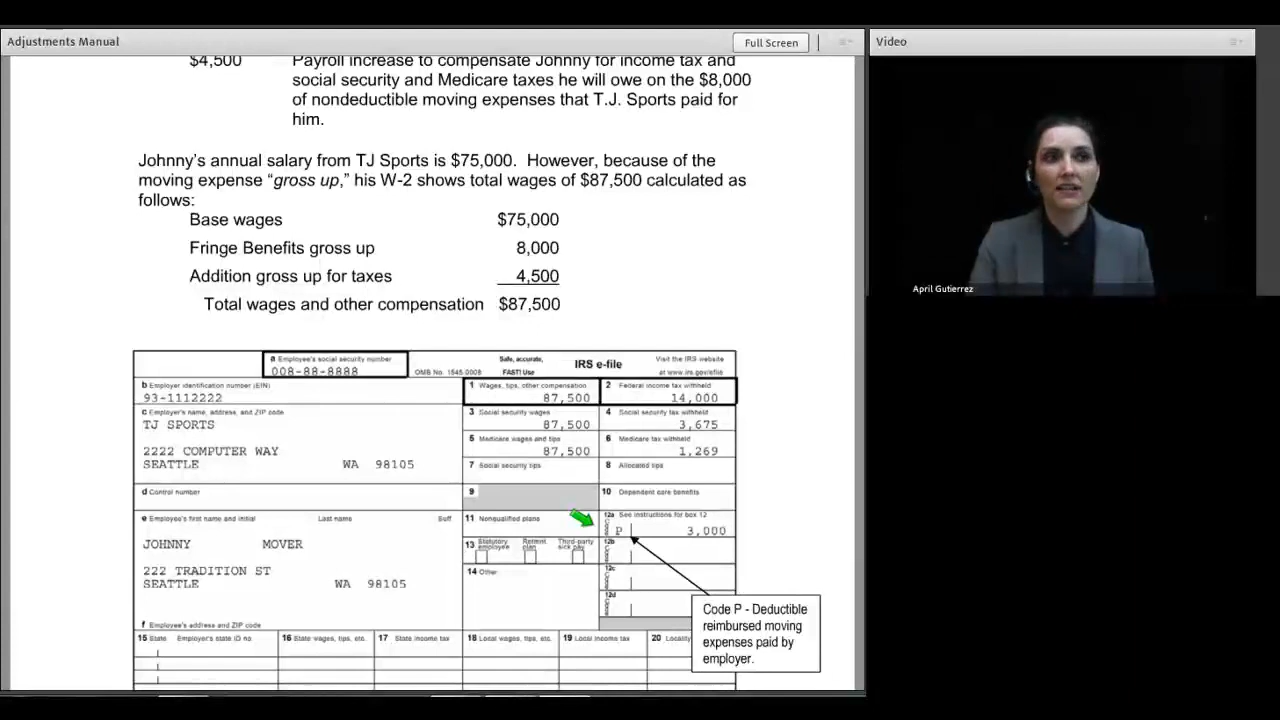 Adjustments Manual
Full Screen
Video
$4,500 Payroll increase to compensate Johnny for income tax and
social security and Medicare taxes he will owe on the $8,000
of nondeductible moving expenses that T.J. Sports paid for
him.
Johnny's annual salary from TJ Sports is $75,000. However, because of the
moving expense "gross up," his W-2 shows total wages of $87,500 calculated as
follows:
Base wages $75,000
Fringe Benefits gross up 8,000
Addition gross up for taxes 4,500
Total wages and other compensation $87,500
a Employee's social security number
008-88-8888
OMB No. 1545-0008
Safe, accurate,
FAST! Use
IRS e-file
Visit the IRS website
at www.irs.gov/efile
b Employer identification number (EIN)
93-1112222
1 Wages, tips, other compensation
87,500
2 Federal income tax withheld
14,000
c Employer's name, address, and ZIP code
TJ SPORTS
2222 COMPUTER WAY
SEATTLE WA 98105
3 Social security wages
87,500
4 Social security tax withheld
3,675
5 Medicare wages and tips
87,500
6 Medicare tax withheld
1,269
7 Social security tips
8 Allocated tips
d Control number
9
10 Dependent care benefits
e Employee's first name and initial Last name Suff
JOHNNY MOVER
222 TRADITION ST
SEATTLE WA 98105
f Employee's address and ZIP code
11 Nonqualified plans
12a See instructions for box 12
P 3,000
13 Statutory employee Retirement plan Third-party sick pay
12b
14 Other
12c
12d
Code P - Deductible
reimbursed moving
expenses paid by
employer.
15 State Employer's state ID no
16 State wages, tips, etc.
17 State income tax
18 Local wages, tips, etc.
19 Local income tax
20 Locality
April Gutierrez